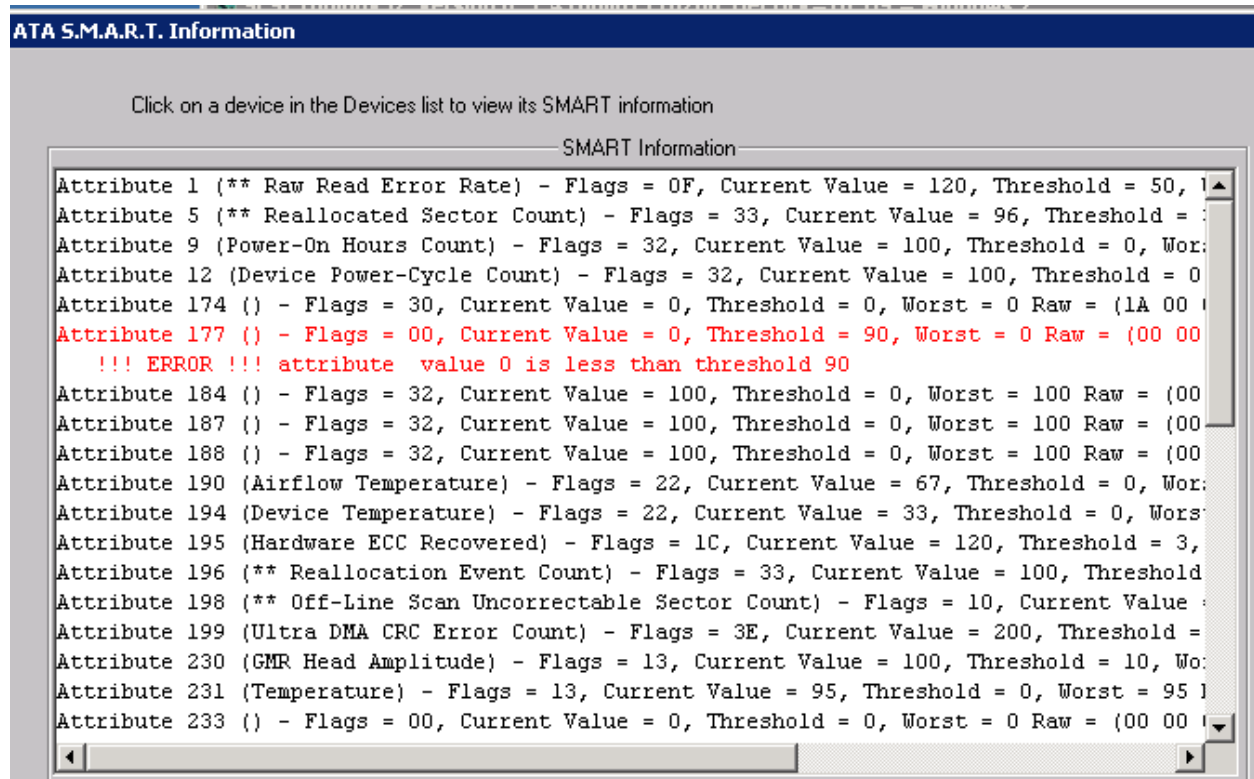 ATA S.M.A.R.T. Information
Click on a device in the Devices list to view its SMART information
SMART Information
Attribute 1 (** Raw Read Error Rate) - Flags = 0F, Current Value = 120, Threshold = 50,
Attribute 5 (** Reallocated Sector Count) - Flags = 33, Current Value = 96, Threshold =
Attribute 9 (Power-On Hours Count) - Flags = 32, Current Value = 100, Threshold = 0, Wor
Attribute 12 (Device Power-Cycle Count) - Flags = 32, Current Value = 100, Threshold = 0
Attribute 174 () - Flags = 30, Current Value = 0, Threshold = 0, Worst = 0 Raw = (1A 00
Attribute 177 () - Flags = 00, Current Value = 0, Threshold = 90, Worst = 0 Raw = (00 00
!!! ERROR !!! attribute value 0 is less than threshold 90
Attribute 184 () - Flags = 32, Current Value = 100, Threshold = 0, Worst = 100 Raw = (00
Attribute 187 () - Flags = 32, Current Value = 100, Threshold = 0, Worst = 100 Raw = (00
Attribute 188 () - Flags = 32, Current Value = 100, Threshold = 0, Worst = 100 Raw = (00
Attribute 190 (Airflow Temperature) - Flags = 22, Current Value = 67, Threshold = 0, Wor
Attribute 194 (Device Temperature) - Flags = 22, Current Value = 33, Threshold = 0, Wors
Attribute 195 (Hardware ECC Recovered) - Flags = 1C, Current Value = 120, Threshold = 3,
Attribute 196 (** Reallocation Event Count) - Flags = 33, Current Value = 100, Threshold
Attribute 198 (** Off-Line Scan Uncorrectable Sector Count) - Flags = 10, Current Value
Attribute 199 (Ultra DMA CRC Error Count) - Flags = 3E, Current Value = 200, Threshold =
Attribute 230 (GMR Head Amplitude) - Flags = 13, Current Value = 100, Threshold = 10, Wo
Attribute 231 (Temperature) - Flags = 13, Current Value = 95, Threshold = 0, Worst = 95
Attribute 233 () - Flags = 00, Current Value = 0, Threshold = 0, Worst = 0 Raw = (00 00